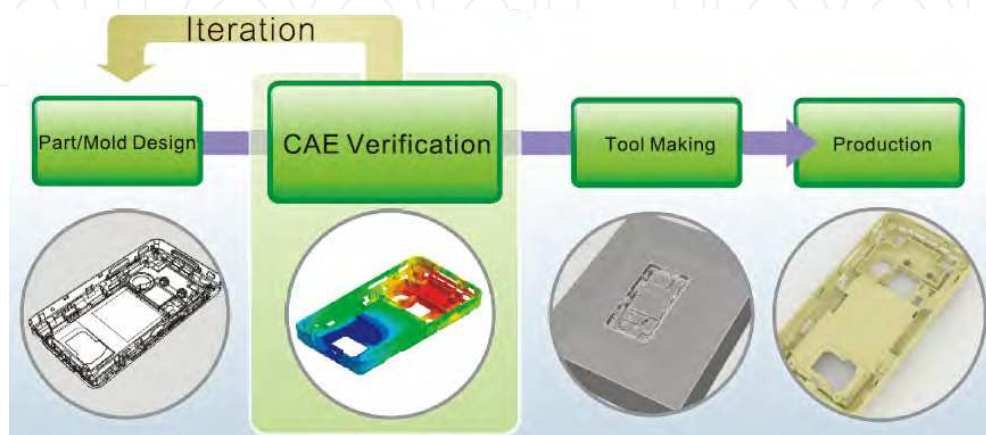 Iteration
Part/Mold Design
CAE Verification
Tool Making
Production